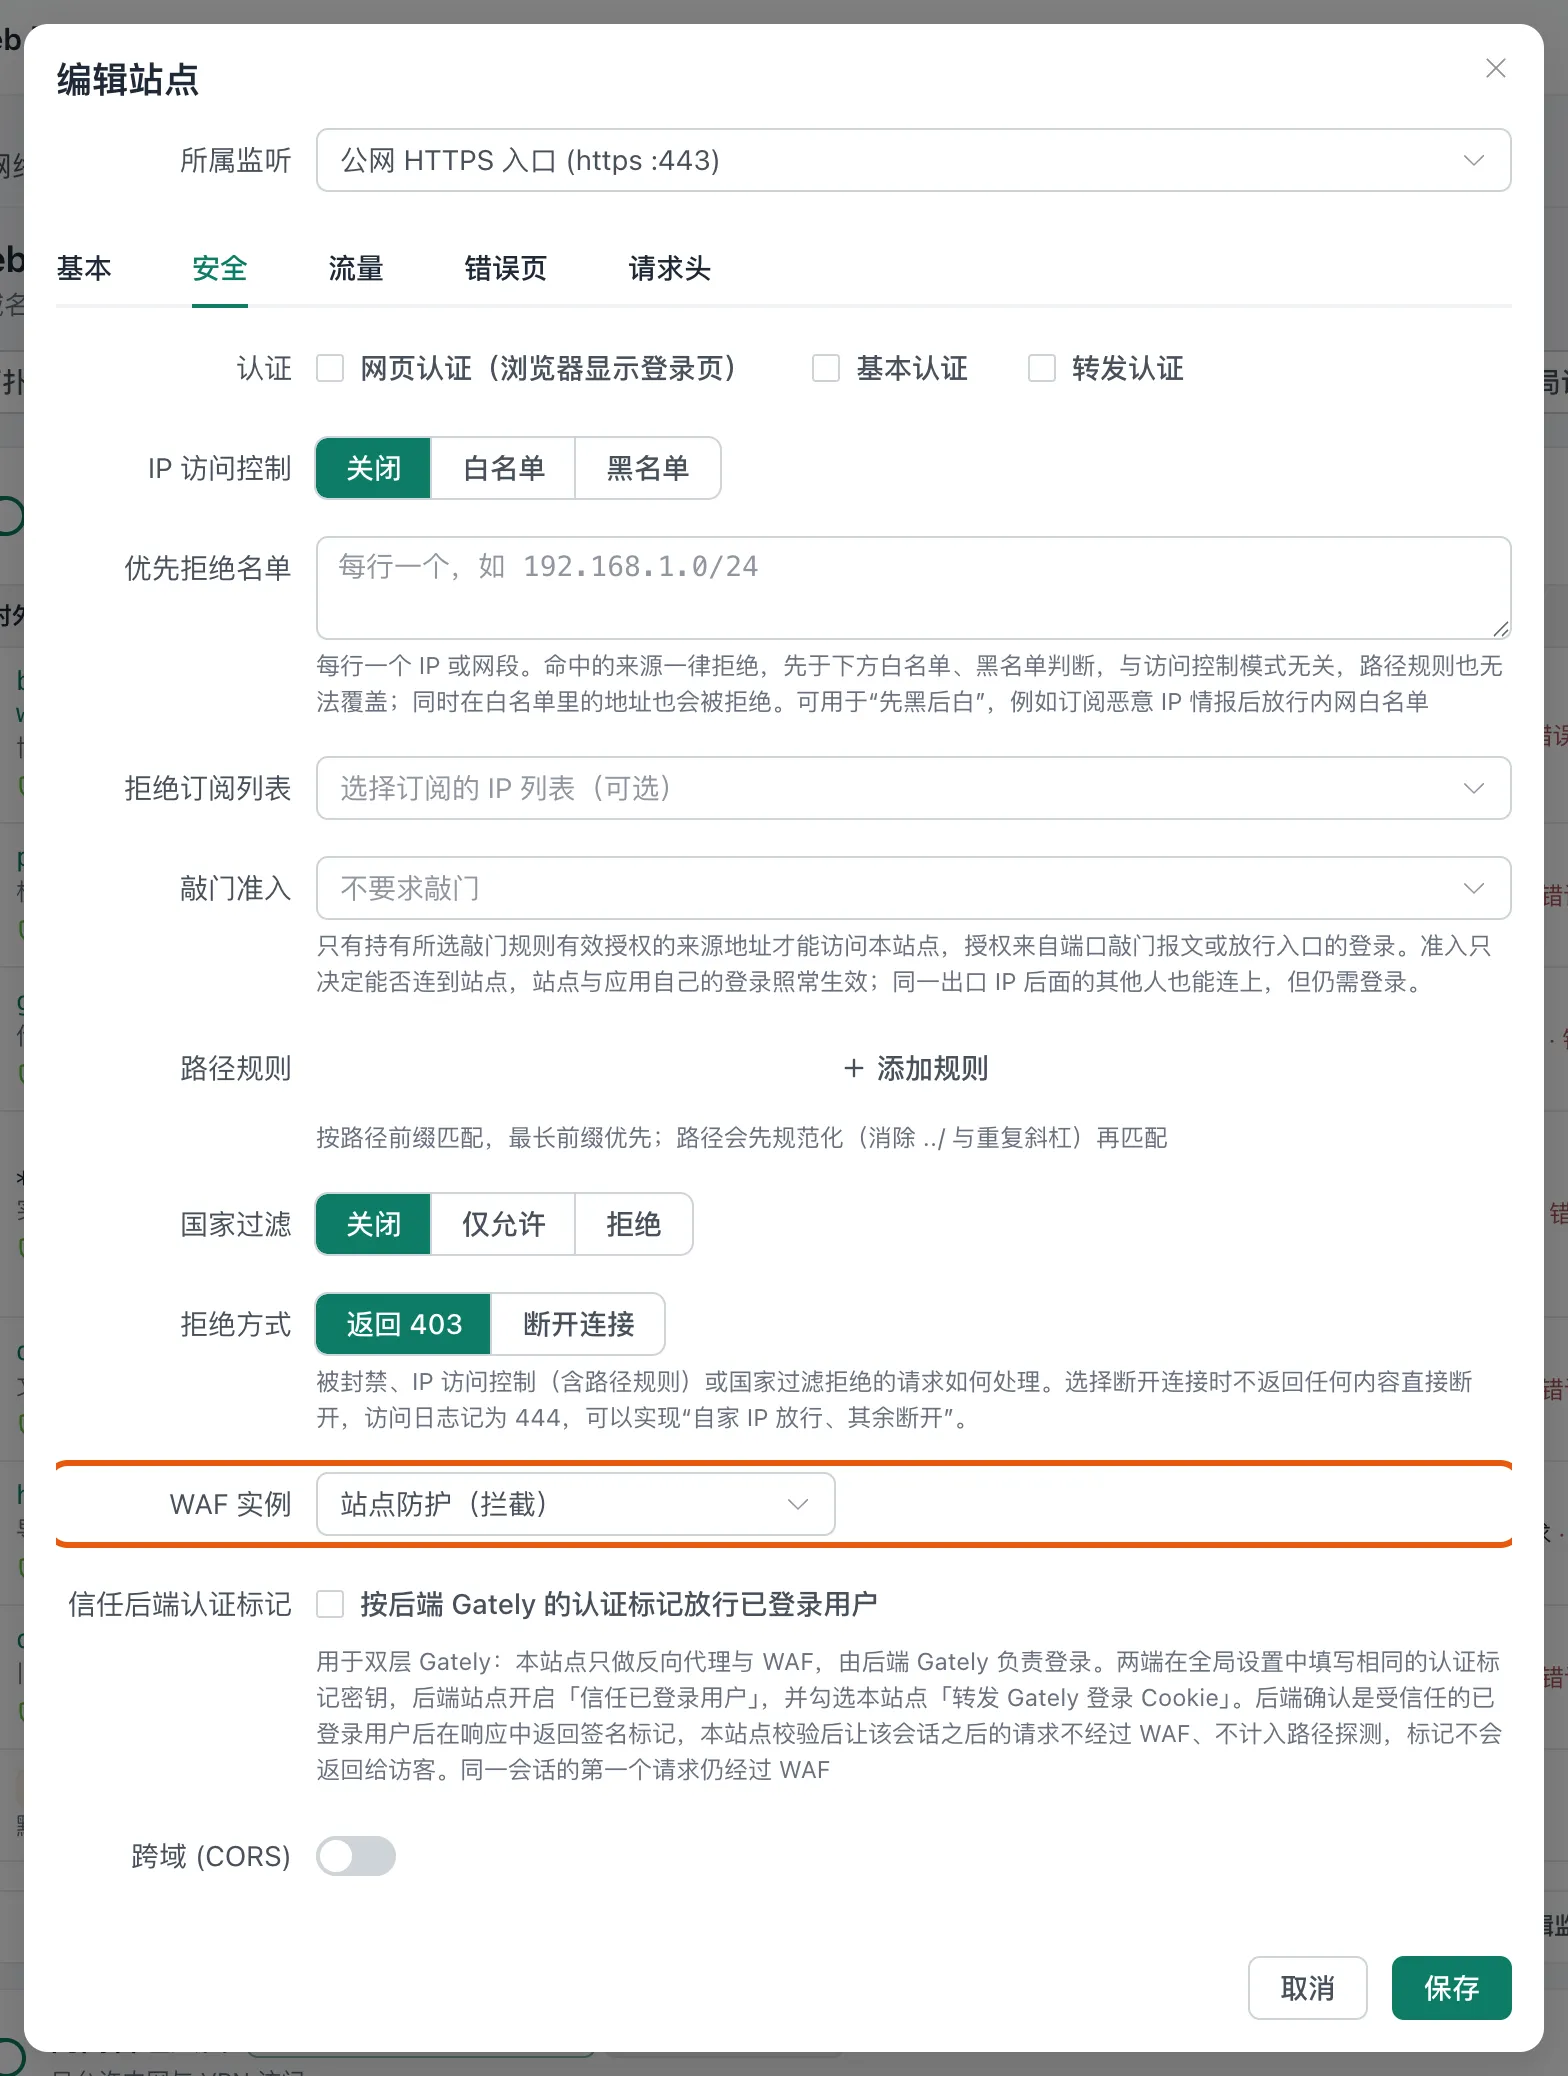 编辑站点
所属监听 公网 HTTPS 入口 (https :443)
基本 安全 流量 错误页 请求头
认证 网页认证（浏览器显示登录页） 基本认证 转发认证
IP 访问控制 关闭 白名单 黑名单
优先拒绝名单 每行一个，如 192.168.1.0/24
每行一个 IP 或网段。命中的来源一律拒绝，先于下方白名单、黑名单判断，与访问控制模式无关，路径规则也无
法覆盖；同时在白名单里的地址也会被拒绝。可用于“先黑后白”，例如订阅恶意 IP 情报后放行内网白名单
拒绝订阅列表 选择订阅的 IP 列表（可选）
敲门准入 不要求敲门
只有持有所选敲门规则有效授权的来源地址才能访问本站点，授权来自端口敲门报文或放行入口的登录。准入只
决定能否连到站点，站点与应用自己的登录照常生效；同一出口 IP 后面的其他人也能连上，但仍需登录。
路径规则 + 添加规则
按路径前缀匹配，最长前缀优先；路径会先规范化（消除 ../ 与重复斜杠）再匹配
国家过滤 关闭 仅允许 拒绝
拒绝方式 返回 403 断开连接
被封禁、IP 访问控制（含路径规则）或国家过滤拒绝的请求如何处理。选择断开连接时不返回任何内容直接断
开，访问日志记为 444，可以实现“自家 IP 放行、其余断开”。
WAF 实例 站点防护（拦截）
信任后端认证标记 按后端 Gately 的认证标记放行已登录用户
用于双层 Gately：本站点只做反向代理与 WAF，由后端 Gately 负责登录。两端在全局设置中填写相同的认证标
记密钥，后端站点开启「信任已登录用户」，并勾选本站点「转发 Gately 登录 Cookie」。后端确认是受信任的已
登录用户后在响应中返回签名标记，本站点校验后让该会话之后的请求不经过 WAF、不计入路径探测，标记不会
返回给访客。同一会话的第一个请求仍经过 WAF
跨域 (CORS)
取消 保存